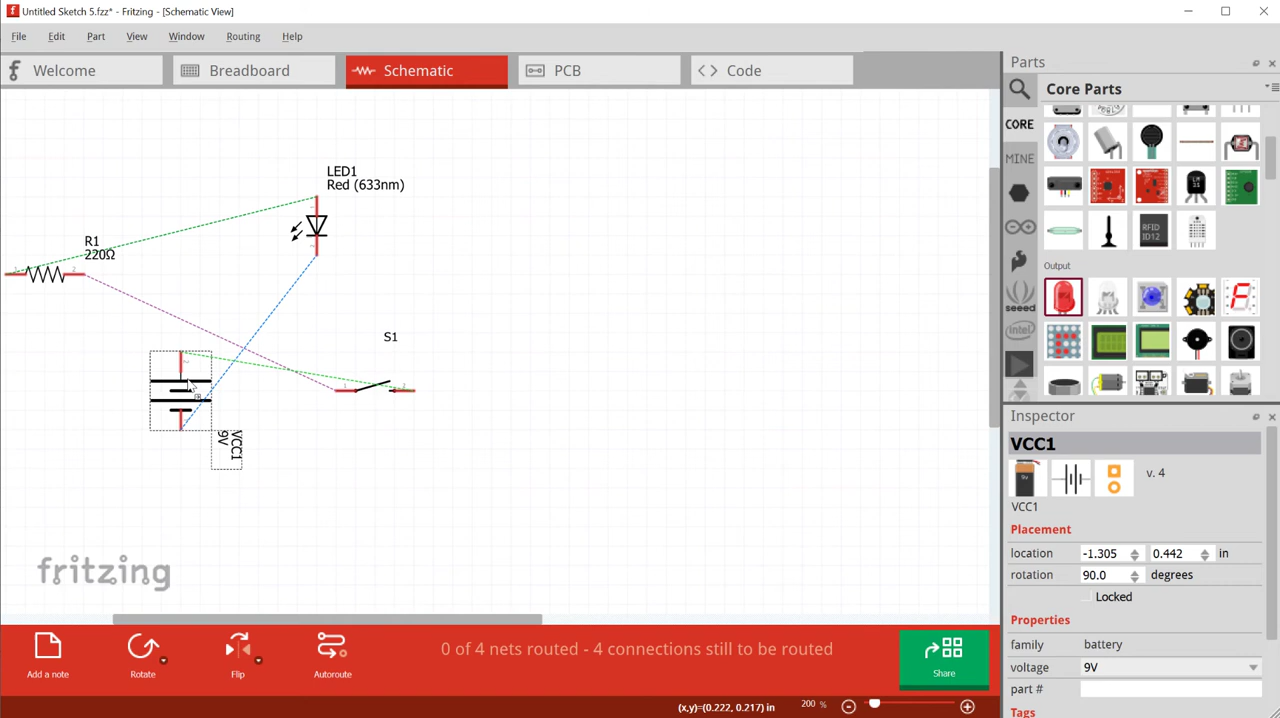 Untitled Sketch 5.fzz* - Fritzing - [Schematic View]
File Edit Part View Window Routing Help
Welcome Breadboard Schematic PCB Code
Parts
Core Parts
CORE
MINE
seeed
intel
RFID
ID12
Output
LED1
Red (633nm)
R1
220Ω
S1
VCC1
9V
fritzing
Inspector
VCC1
v. 4
VCC1
Placement
location -1.305 0.442 in
rotation 90.0 degrees
Locked
Properties
family battery
voltage 9V
part #
Tags
Add a note Rotate Flip Autoroute
0 of 4 nets routed - 4 connections still to be routed
Share
(x,y)=(0.222, 0.217) in 200 %